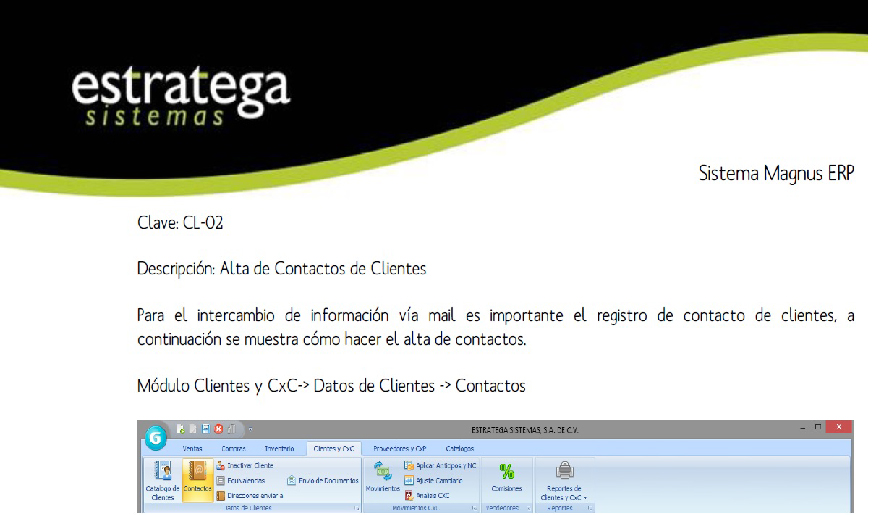 estratega
sistemas
Sistema Magnus ERP
Clave: CL-02
Descripción: Alta de Contactos de Clientes
Para el intercambio de información vía mail es importante el registro de contacto de clientes, a
continuación se muestra cómo hacer el alta de contactos.
Módulo Clientes y CxC-> Datos de Clientes -> Contactos
ESTRATEGA SISTEMAS, S.A. DE C.V.
Ventas Compras Inventario Clientes y CxC Proveedores y CxP Catálogos
Inactivar Cliente
Equivalencias
Envío de Documentos
Direcciones enviar a
Catálogo de
Clientes
Contactos
Datos de Clientes
Movimientos
Aplicar Anticipos y NC
Ajuste Cambiario
Análisis CXC
Movimientos CxC
Comisiones
Vendedores
Reportes de
Clientes y CxC
Reportes